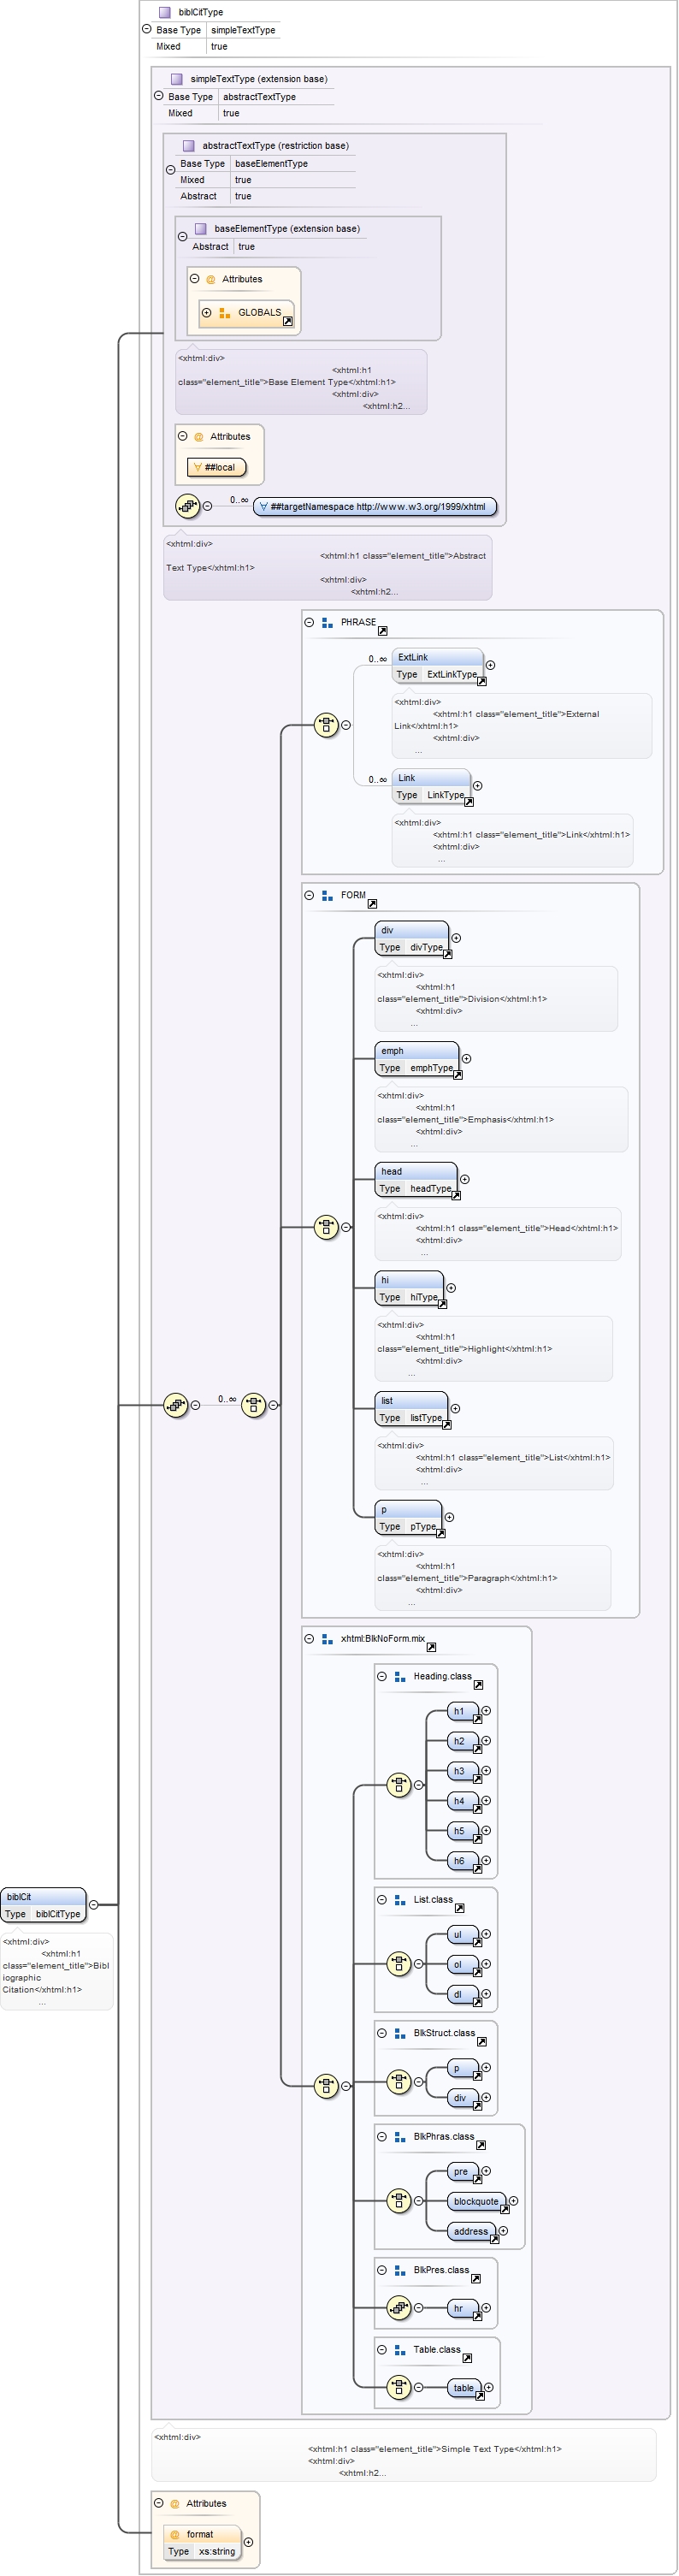 biblCitType
Base Type simpleTextType
Mixed true
simpleTextType (extension base)
Base Type abstractTextType
Mixed true
abstractTextType (restriction base)
Base Type baseElementType
Mixed true
Abstract true
baseElementType (extension base)
Abstract true
@ Attributes
GLOBALS
<xhtml:div>
<xhtml:h1
class="element_title">Base Element Type</xhtml:h1>
<xhtml:div>
<xhtml:h2...
@ Attributes
∀ ##local
0..∞ ∀ ##targetNamespace http://www.w3.org/1999/xhtml
<xhtml:div>
<xhtml:h1 class="element_title">Abstract
Text Type</xhtml:h1>
<xhtml:div>
<xhtml:h2...
PHRASE
0..∞ ExtLink
Type ExtLinkType
<xhtml:div>
<xhtml:h1 class="element_title">External
Link</xhtml:h1>
<xhtml:div>
...
0..∞ Link
Type LinkType
<xhtml:div>
<xhtml:h1 class="element_title">Link</xhtml:h1>
<xhtml:div>
...
FORM
div
Type divType
<xhtml:div>
<xhtml:h1
class="element_title">Division</xhtml:h1>
<xhtml:div>
...
emph
Type emphType
<xhtml:div>
<xhtml:h1
class="element_title">Emphasis</xhtml:h1>
<xhtml:div>
...
head
Type headType
<xhtml:div>
<xhtml:h1 class="element_title">Head</xhtml:h1>
<xhtml:div>
...
hi
Type hiType
<xhtml:div>
<xhtml:h1
class="element_title">Highlight</xhtml:h1>
<xhtml:div>
...
0..∞
list
Type listType
<xhtml:div>
<xhtml:h1 class="element_title">List</xhtml:h1>
<xhtml:div>
...
p
Type pType
<xhtml:div>
<xhtml:h1
class="element_title">Paragraph</xhtml:h1>
<xhtml:div>
...
xhtml:BlkNoForm.mix
Heading.class
h1
h2
h3
h4
h5
h6
biblCit
Type biblCitType
<xhtml:div>
<xhtml:h1
class="element_title">Bibl
iographic
Citation</xhtml:h1>
...
List.class
ul
ol
dl
BlkStruct.class
p
div
BlkPhras.class
pre
blockquote
address
BlkPres.class
hr
Table.class
table
<xhtml:div>
<xhtml:h1 class="element_title">Simple Text Type</xhtml:h1>
<xhtml:div>
<xhtml:h2...
@ Attributes
@ format
Type xs:string